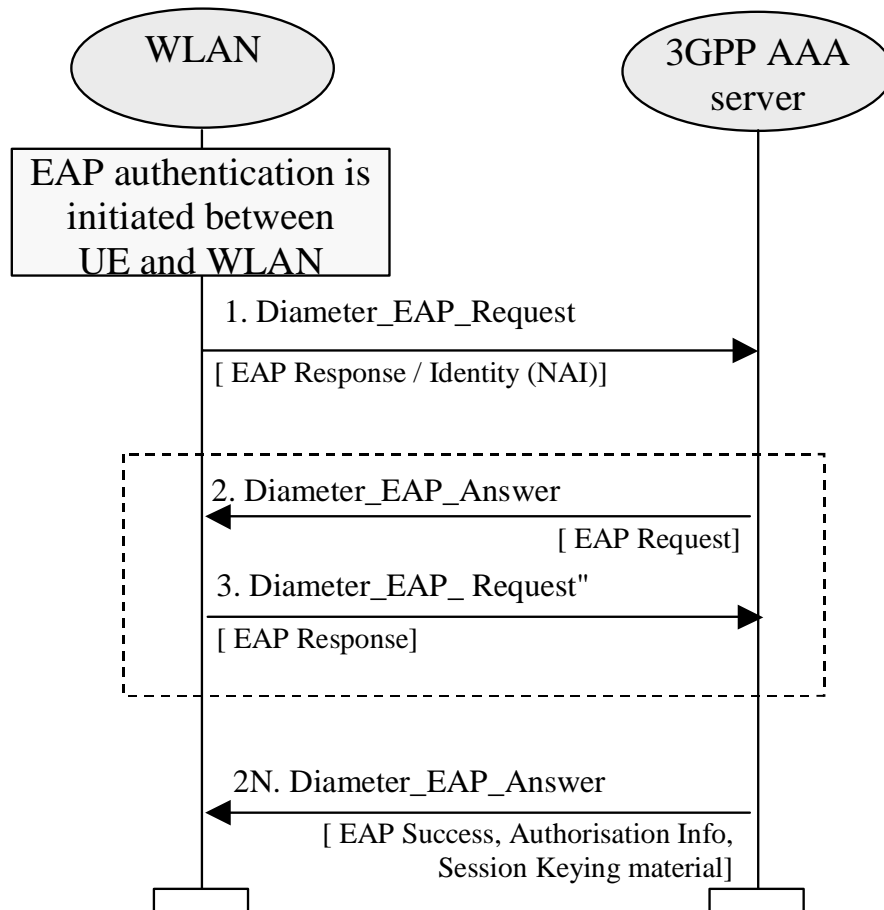 WLAN
3GPP AAA
server
EAP authentication is
initiated between
UE and WLAN
1. Diameter_EAP_Request
[ EAP Response / Identity (NAI)]
2. Diameter_EAP_Answer
[ EAP Request]
3. Diameter_EAP_ Request"
[ EAP Response]
2N. Diameter_EAP_Answer
[ EAP Success, Authorisation Info,
Session Keying material]